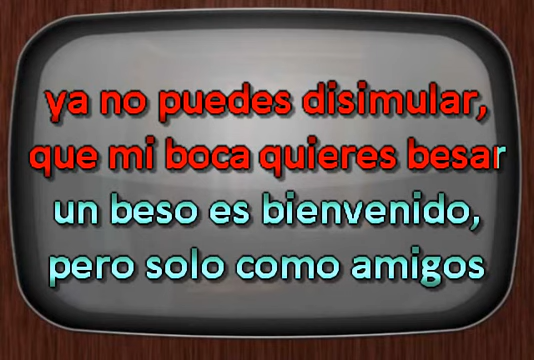 ya no puedes disimular,
que mi boca quieres besar
un beso es bienvenido,
pero solo como amigos